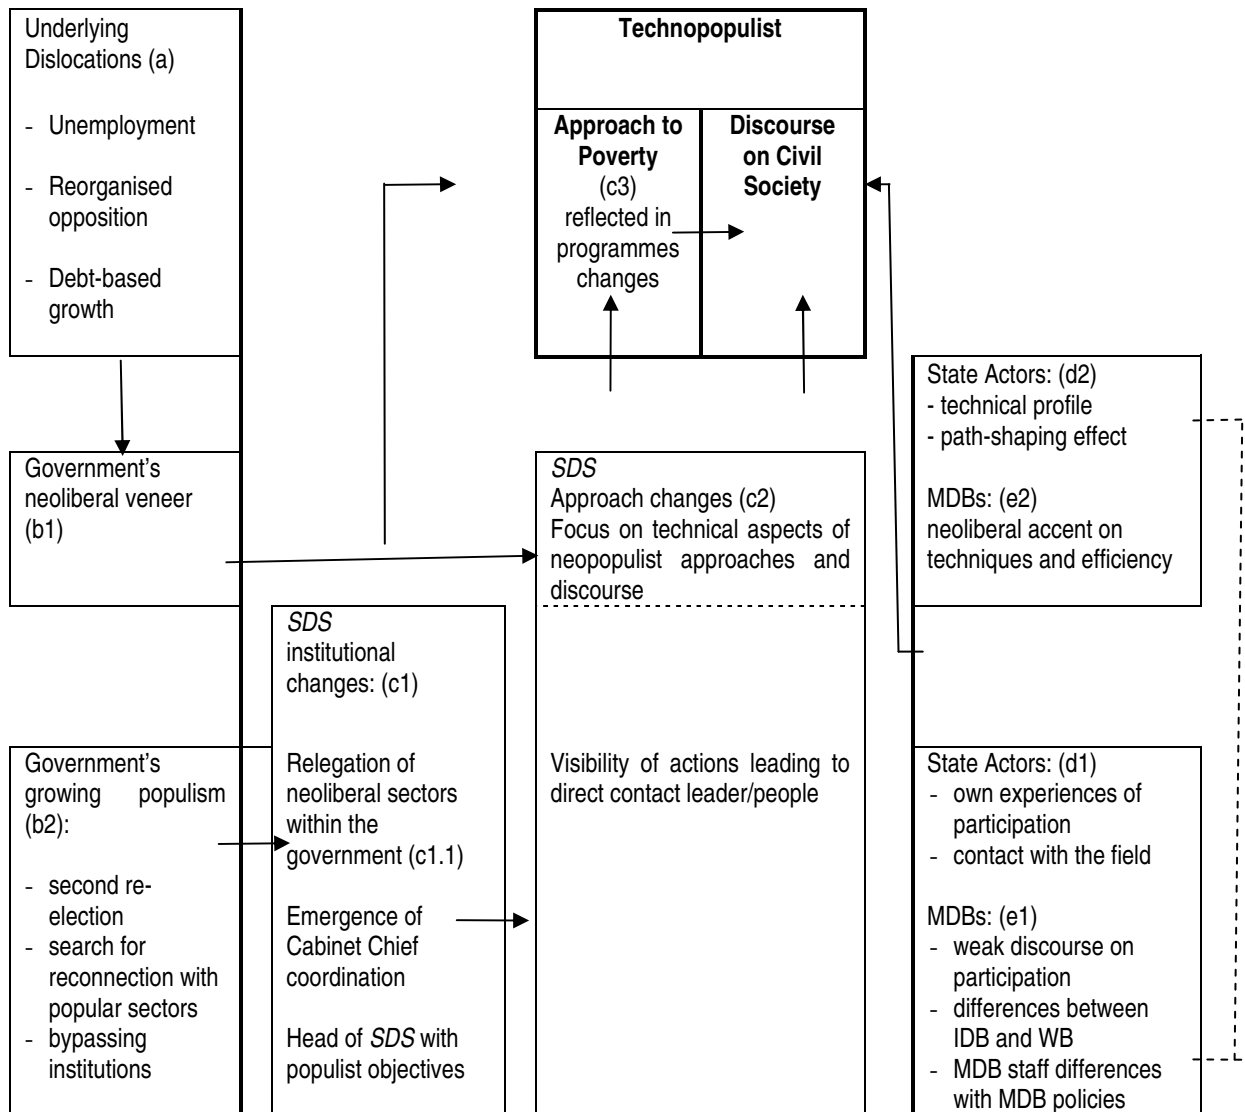 Underlying
Dislocations (a)
- Unemployment
- Reorganised
opposition
- Debt-based
growth
Technopopulist
Approach to
Poverty
(c3)
reflected in
programmes
changes
Discourse
on Civil
Society
Government's
neoliberal veneer
(b1)
SDS
Approach changes (c2)
Focus on technical aspects of
neopopulist approaches and
discourse
State Actors: (d2)
- technical profile
- path-shaping effect
MDBs: (e2)
neoliberal accent on
techniques and efficiency
Government's
growing populism
(b2):
- second re-
election
- search for
reconnection with
popular sectors
- bypassing
institutions
SDS
institutional
changes: (c1)
Relegation of
neoliberal sectors
within the
government (c1.1)
Emergence of
Cabinet Chief
coordination
Head of SDS with
populist objectives
Visibility of actions leading to
direct contact leader/people
State Actors: (d1)
- own experiences of
participation
- contact with the field
MDBs: (e1)
- weak discourse on
participation
- differences between
IDB and WB
- MDB staff differences
with MDB policies